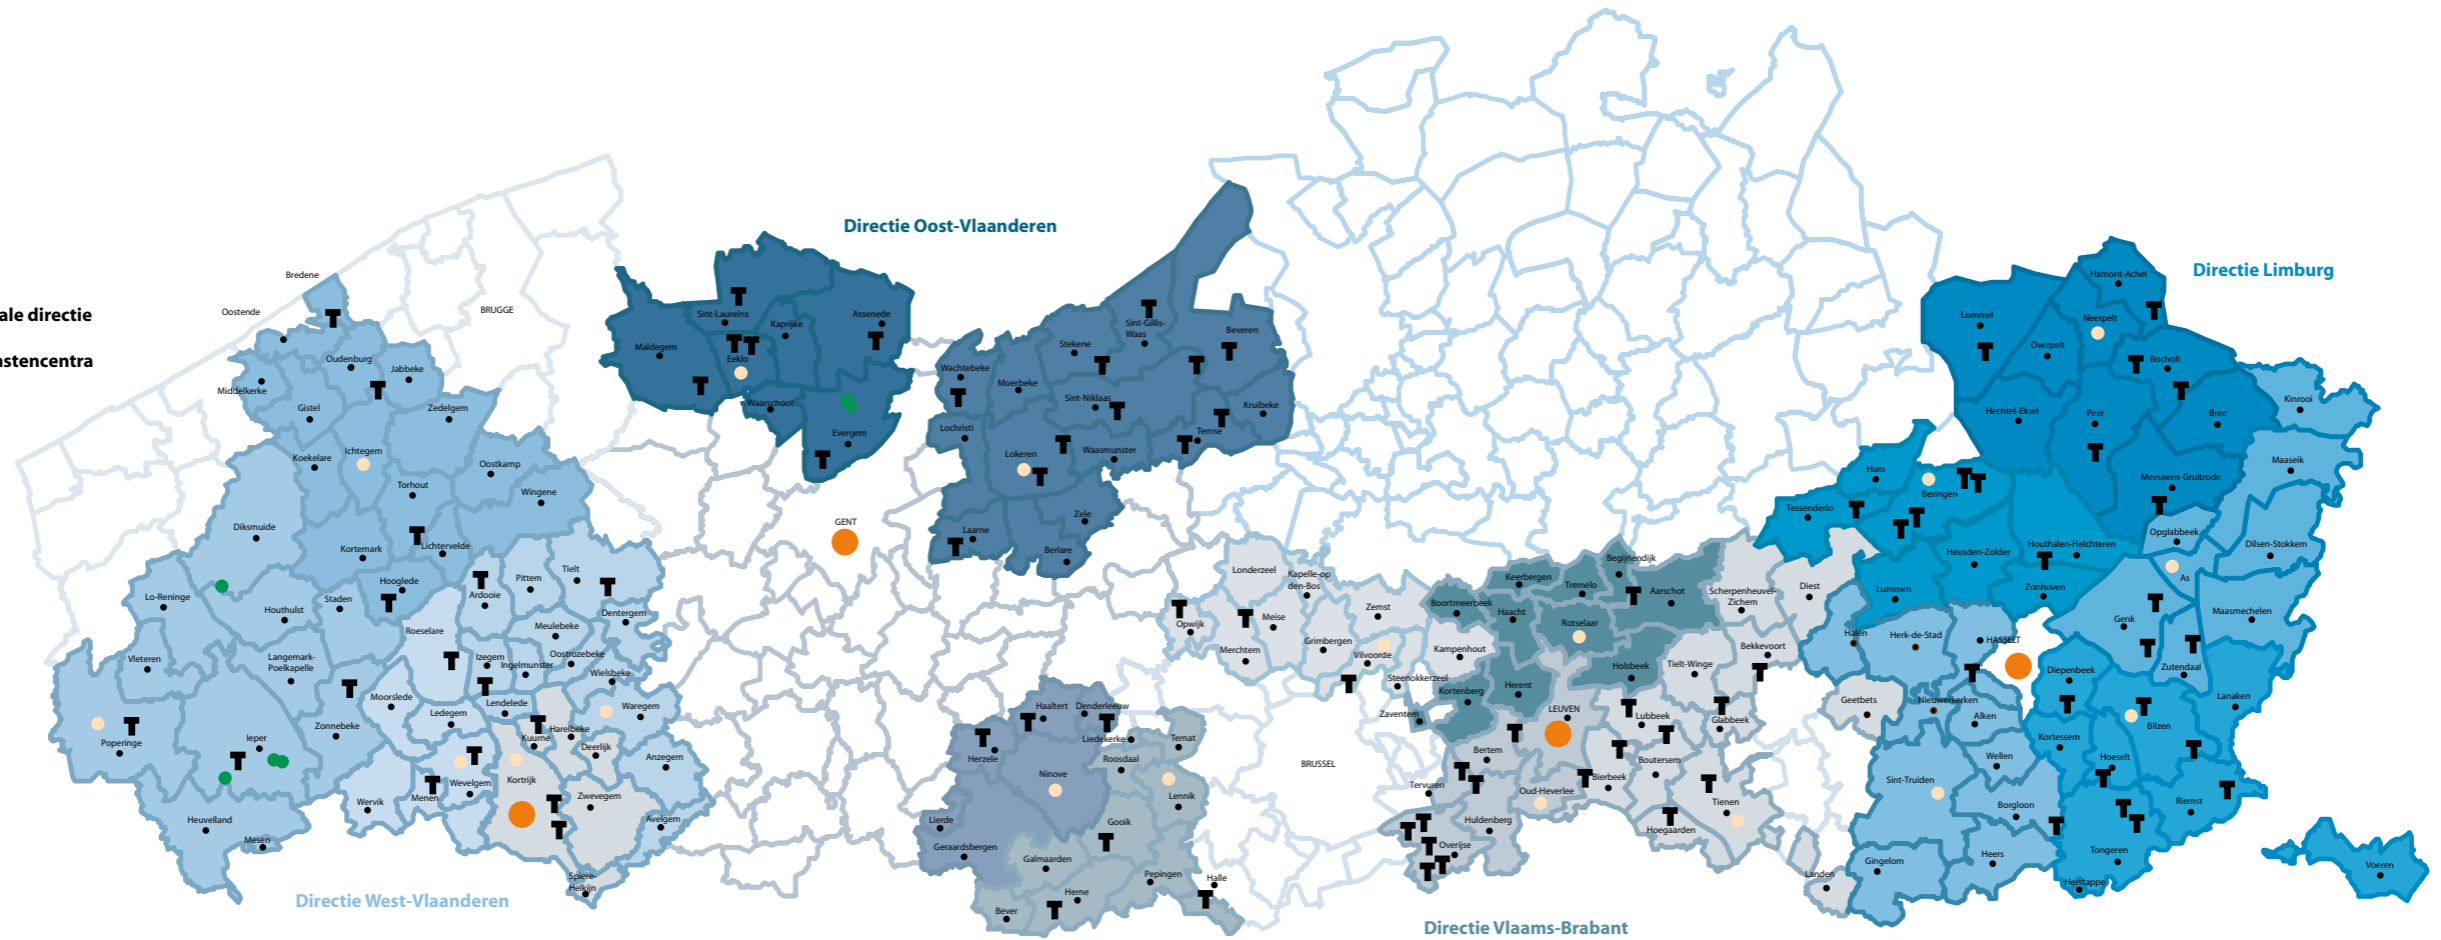 ale directie
stencentra
Directie Oost-Vlaanderen
Directie Limburg
Directie West-Vlaanderen
Directie Vlaams-Brabant
Bredene
Oostende
BRUGGE
Oudenburg
Jabbeke
Middelkerke
Gistel
Zedelgem
Koekelare
Ichtegem
Oostkamp
Torhout
Wingene
Diksmuide
Kortemark
Lichtervelde
Hooglede
Ardooie
Pittem
Tielt
Lo-Reninge
Houthulst
Staden
Dentergem
Roeselare
Meulebeke
Vleteren
Langemark-
Poelkapelle
Izegem
Ingelmunster
Oostrozebeke
Wielsbeke
Moorslede
Ledegem
Lendelede
Waregem
Zonnebeke
Harelbeke
Kuurne
Deerlijk
Poperinge
Ieper
Anzegem
Wevelgem
Kortrijk
Menen
Wervik
Zwevegem
Avelgem
Heuvelland
Mesen
Spiere-
Helkijn
Maldegem
Sint-Laureins
Kaprijke
Assenede
Eeklo
Waarschoot
Evergem
GENT
Wachtebeke
Moerbeke
Stekene
Sint-Gillis-
Waas
Beveren
Sint-Niklaas
Kruibeke
Lochristi
Temse
Lokeren
Waasmunster
Laarne
Zele
Berlare
Haaltert
Denderleeuw
Liedekerke
Ternat
Herzele
Ninove
Roosdaal
Lennik
Lierde
Gooik
Geraardsbergen
Galmaarden
Pepingen
Halle
Herne
Bever
BRUSSEL
Londerzeel
Kapelle-op
den-Bos
Zemst
Opwijk
Meise
Merchtem
Grimbergen
Vilvoorde
Kampenhout
Steenokkerzeel
Zaventem
Boortmeerbeek
Keerbergen
Haacht
Tremelo
Begijnendijk
Aarschot
Rotselaar
Holsbeek
Herent
Kortenberg
LEUVEN
Scherpenheuvel-
Zichem
Diest
Bekkevoort
Tielt-Winge
Lubbeek
Glabbeek
Geetbets
Bertem
Tervuren
Boutersem
Bierbeek
Oud-Heverlee
Tienen
Huldenberg
Hoegaarden
Overijse
Landen
Hamont-Achel
Lommel
Neerpelt
Overpelt
Bocholt
Kinrooi
Hechtel-Eksel
Peer
Bree
Maaseik
Ham
Beringen
Meeuwen-Gruitrode
Tessenderlo
Opglabbeek
Heusden-Zolder
Houthalen-Helchteren
Dilsen-Stokkem
As
Lummen
Zonhoven
Maasmechelen
Genk
Halen
Herk-de-Stad
HASSELT
Zutendaal
Diepenbeek
Lanaken
Nieuwerkerken
Alken
Bilzen
Kortessem
Wellen
Hoeselt
Sint-Truiden
Borgloon
Riemst
Gingelom
Heers
Tongeren
Herstappe
Voeren